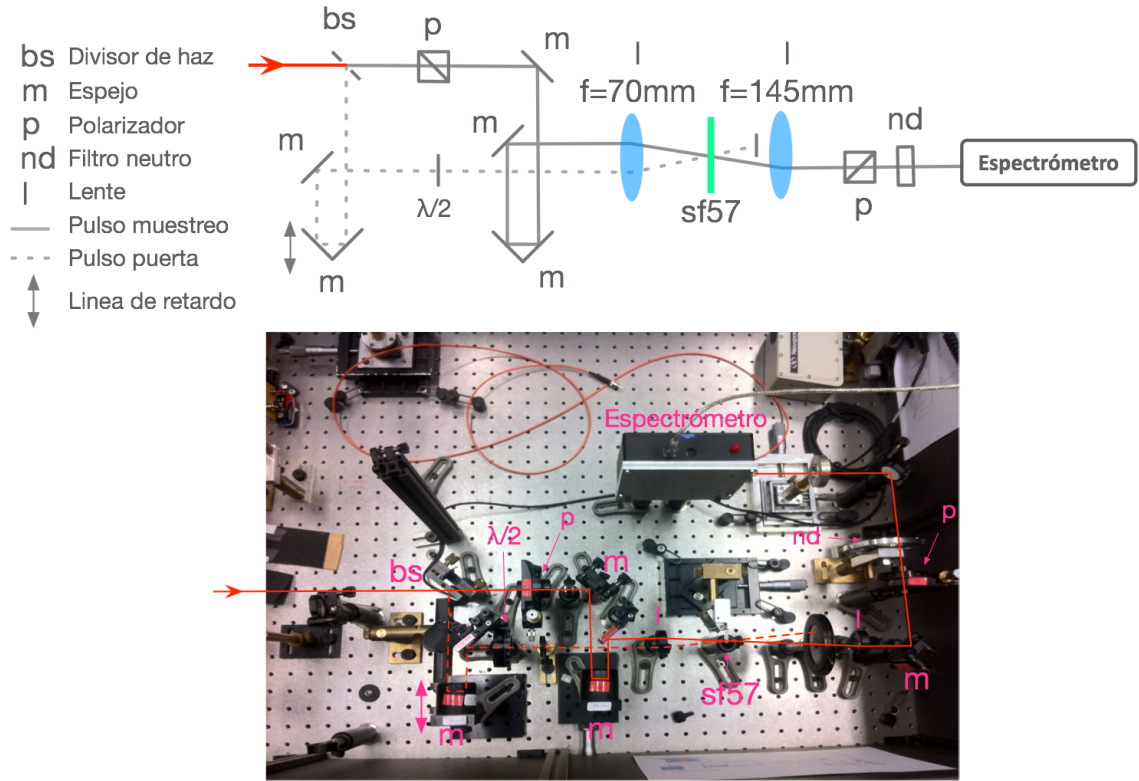 bs Divisor de haz
m Espejo
p Polarizador
nd Filtro neutro
l Lente
Pulso muestreo
Pulso puerta
Linea de retardo
bs
p
m
l
f=70mm
l
f=145mm
m
m
nd
l
λ/2
sf57
p
Espectrómetro
m
m
Espectrómetro
p
λ/2
p
nd
bs
m
l
l
sf57
m
m
m